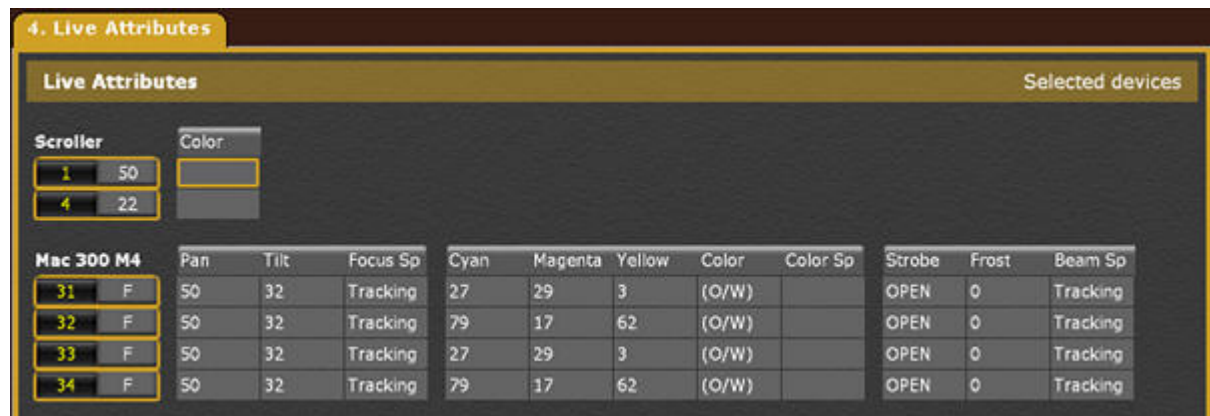 4. Live Attributes
Live Attributes Selected devices
Scroller Color
1 50
4 22
Mac 300 M4 Pan Tilt Focus Sp Cyan Magenta Yellow Color Color Sp Strobe Frost Beam Sp
31 F 50 32 Tracking 27 29 3 (O/W) OPEN 0 Tracking
32 F 50 32 Tracking 79 17 62 (O/W) OPEN 0 Tracking
33 F 50 32 Tracking 27 29 3 (O/W) OPEN 0 Tracking
34 F 50 32 Tracking 79 17 62 (O/W) OPEN 0 Tracking